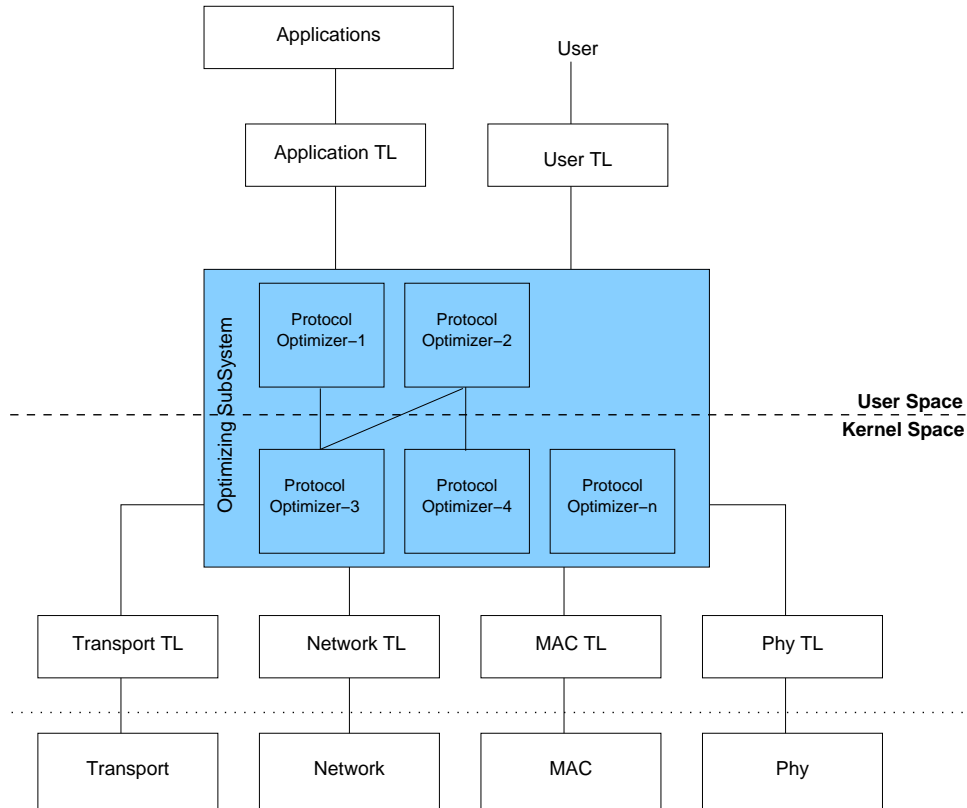 Applications
User
Application TL
User TL
Optimizing SubSystem
Protocol
Optimizer−1
Protocol
Optimizer−2
User Space
Kernel Space
Protocol
Optimizer−3
Protocol
Optimizer−4
Protocol
Optimizer−n
Transport TL
Network TL
MAC TL
Phy TL
Transport
Network
MAC
Phy